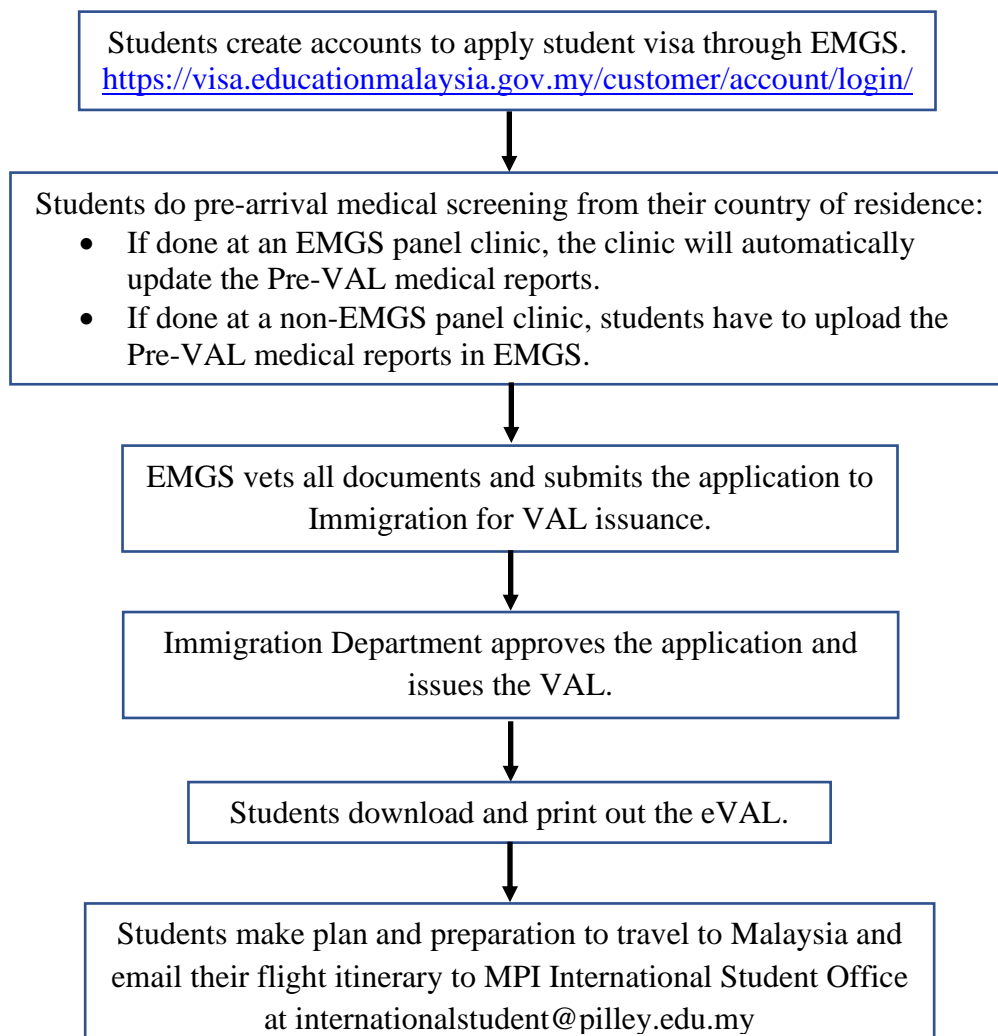 Students create accounts to apply student visa through EMGS.
https://visa.educationmalaysia.gov.my/customer/account/login/
Students do pre-arrival medical screening from their country of residence:
• If done at an EMGS panel clinic, the clinic will automatically
update the Pre-VAL medical reports.
• If done at a non-EMGS panel clinic, students have to upload the
Pre-VAL medical reports in EMGS.
EMGS vets all documents and submits the application to
Immigration for VAL issuance.
Immigration Department approves the application and
issues the VAL.
Students download and print out the eVAL.
Students make plan and preparation to travel to Malaysia and
email their flight itinerary to MPI International Student Office
at internationalstudent@pilley.edu.my